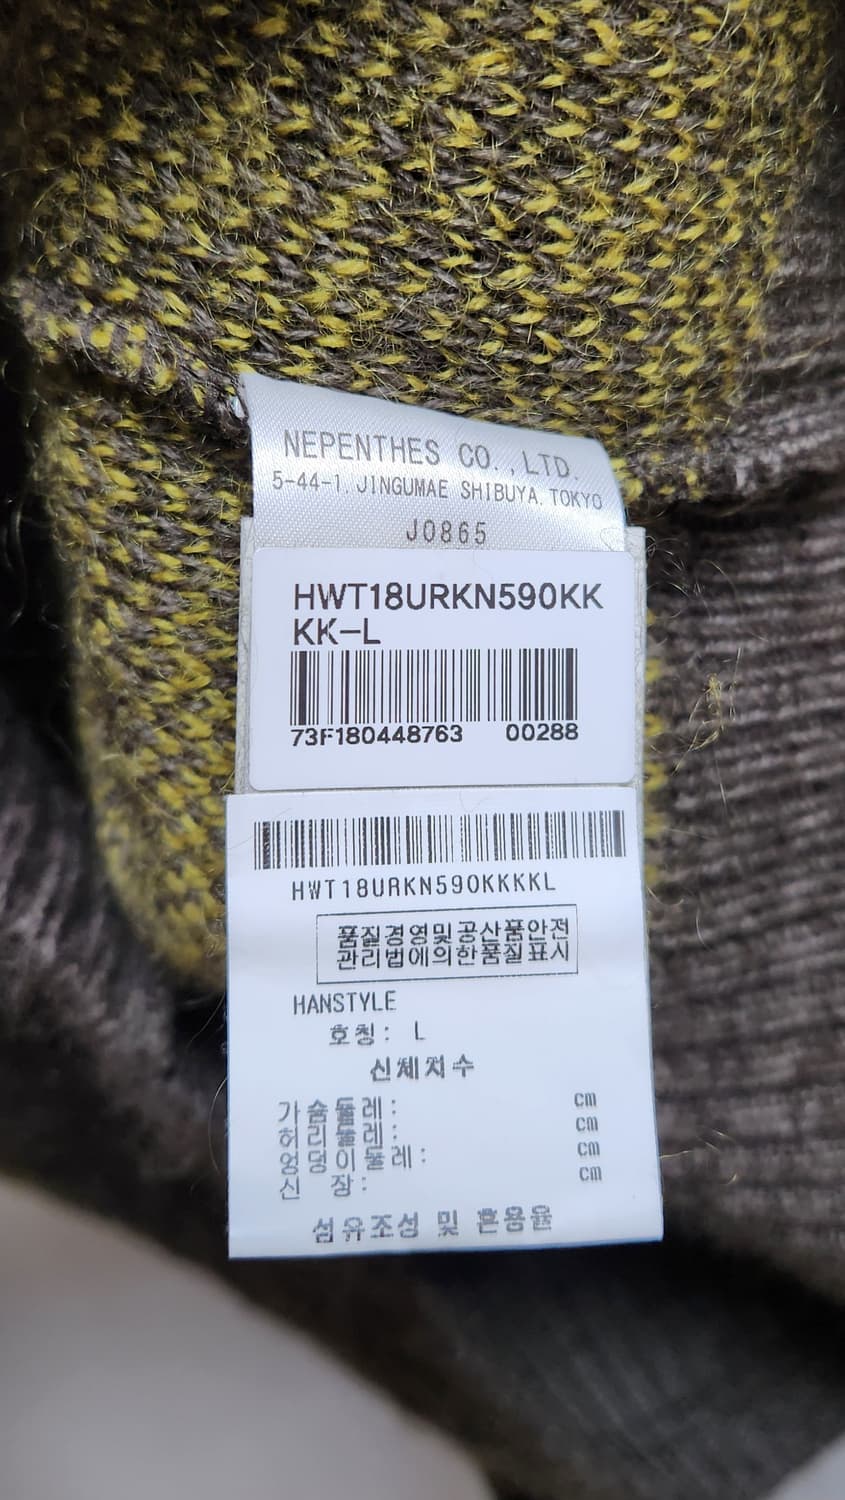 NEPENTHES CO.,LTD.
5-44-1.JINGUMAE SHIBUYA.TOKYO
J0865
HWT18URKN590KK
KK-L
73F180448763 00288
HWT18URKN590KKKKL
품질경영및공산품안전
관리법에의한품질표시
HANSTYLE
호칭: L
신체치수
가슴둘레: cm
허리둘레: cm
엉덩이둘레: cm
신 장: cm
섬유조성 및 혼용율